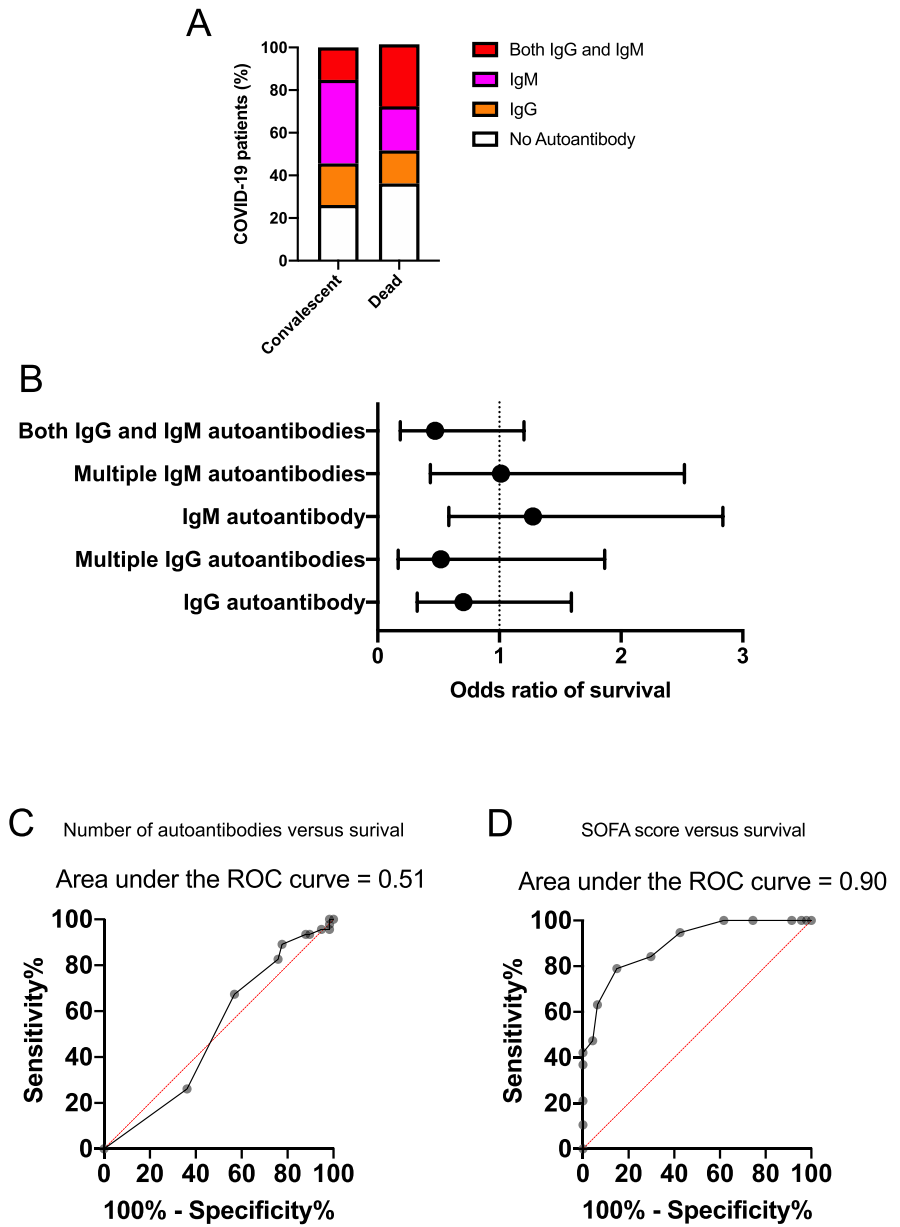 A
COVID-19 patients (%)
100
80
60
40
20
0
Convalescent
Dead
Both IgG and IgM
IgM
IgG
No Autoantibody
B
Both IgG and IgM autoantibodies
Multiple IgM autoantibodies
IgM autoantibody
Multiple IgG autoantibodies
IgG autoantibody
0 1 2 3
Odds ratio of survival
C
Number of autoantibodies versus surival
Area under the ROC curve = 0.51
Sensitivity%
100
80
60
40
20
0
0 20 40 60 80 100
100% - Specificity%
D
SOFA score versus survival
Area under the ROC curve = 0.90
Sensitivity%
100
80
60
40
20
0
0 20 40 60 80 100
100% - Specificity%